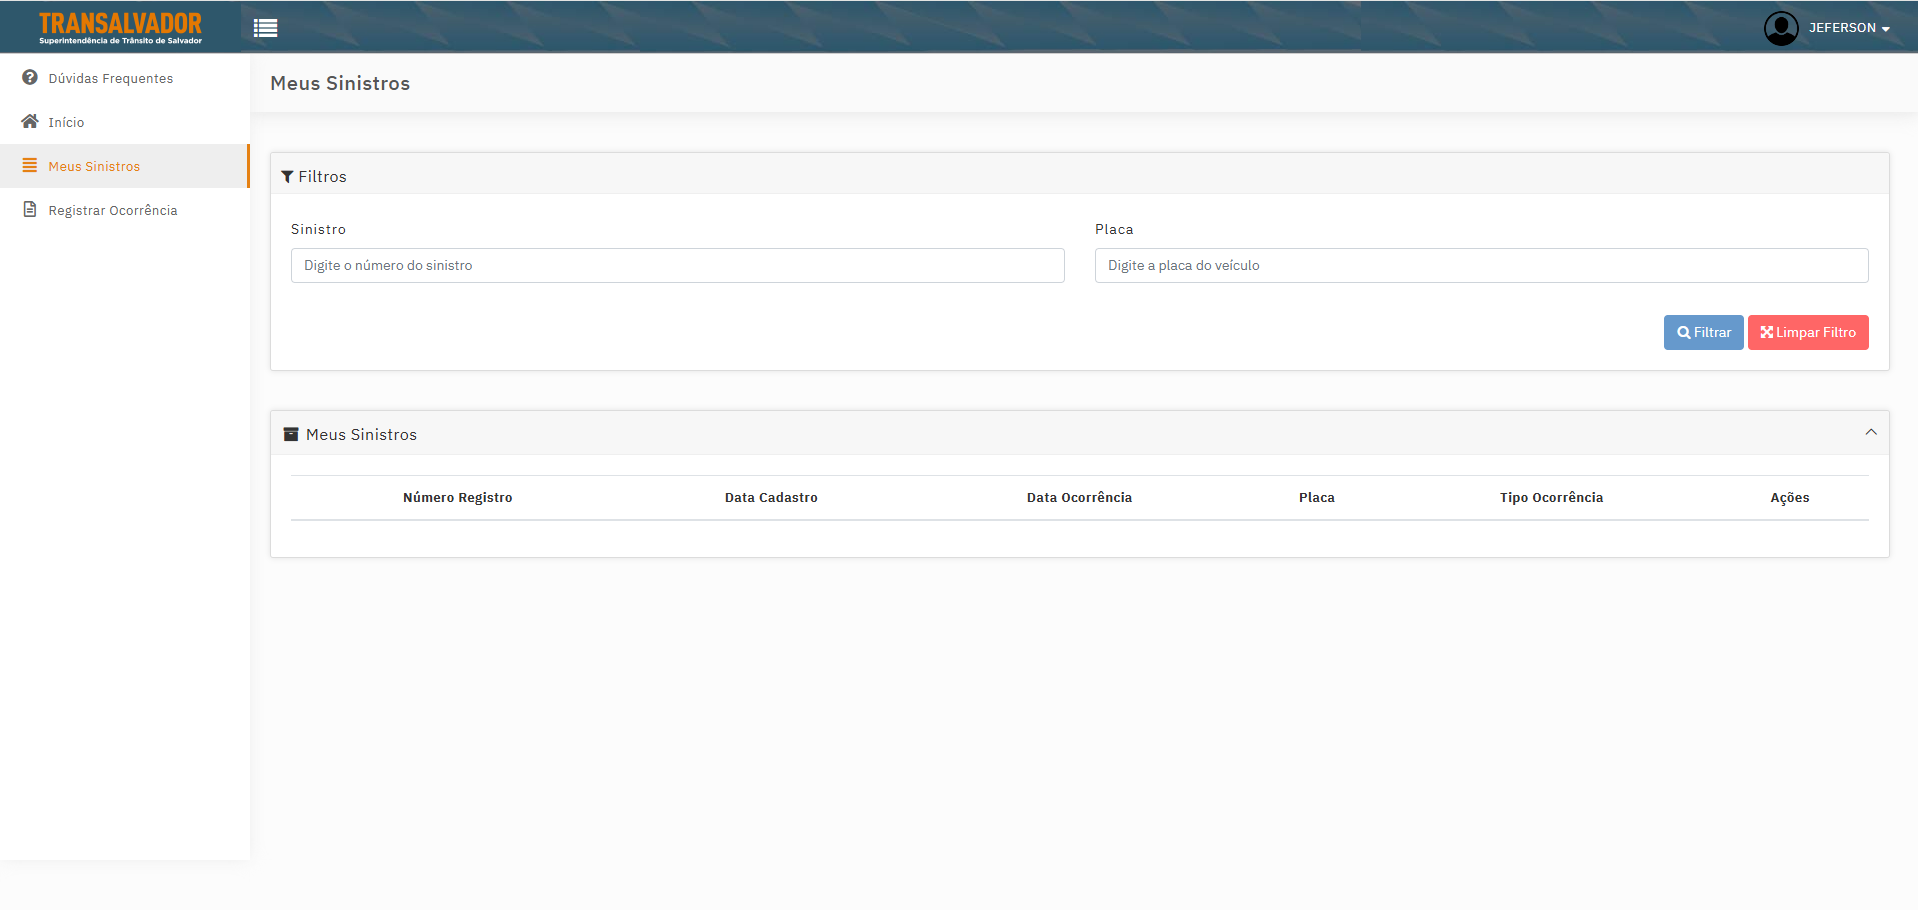 TRANSALVADOR
Superintendência de Trânsito de Salvador
JEFERSON
Dúvidas Frequentes
Início
Meus Sinistros
Registrar Ocorrência
Meus Sinistros
Filtros
Sinistro
Placa
Digite o número do sinistro
Digite a placa do veículo
Filtrar
Limpar Filtro
Meus Sinistros
Número Registro Data Cadastro Data Ocorrência Placa Tipo Ocorrência Ações